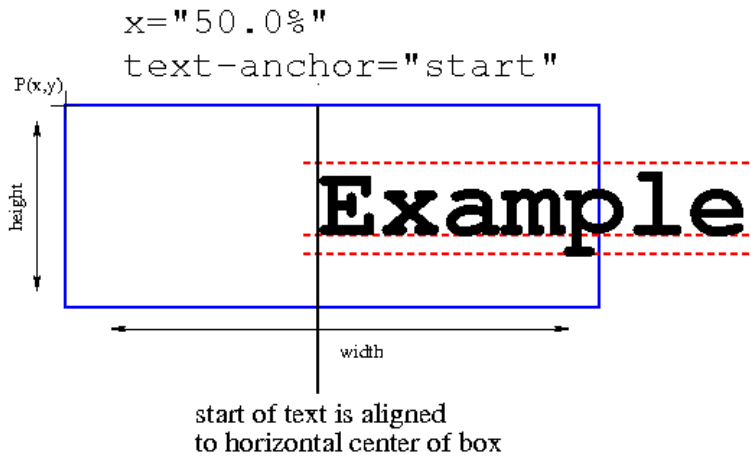 x="50.0%"
text-anchor="start"
P(x,y)
height
Example
width
start of text is aligned
to horizontal center of box